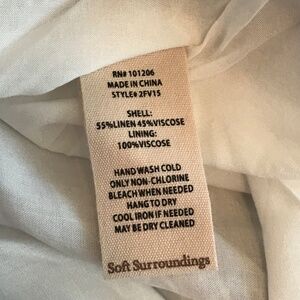 RN# 101206
MADE IN CHINA
STYLE# 2FV15
SHELL:
55%LINEN 45%VISCOSE
LINING:
100%VISCOSE
HAND WASH COLD
ONLY NON-CHLORINE
BLEACH WHEN NEEDED
HANG TO DRY
COOL IRON IF NEEDED
MAY BE DRY CLEANED
Soft Surroundings